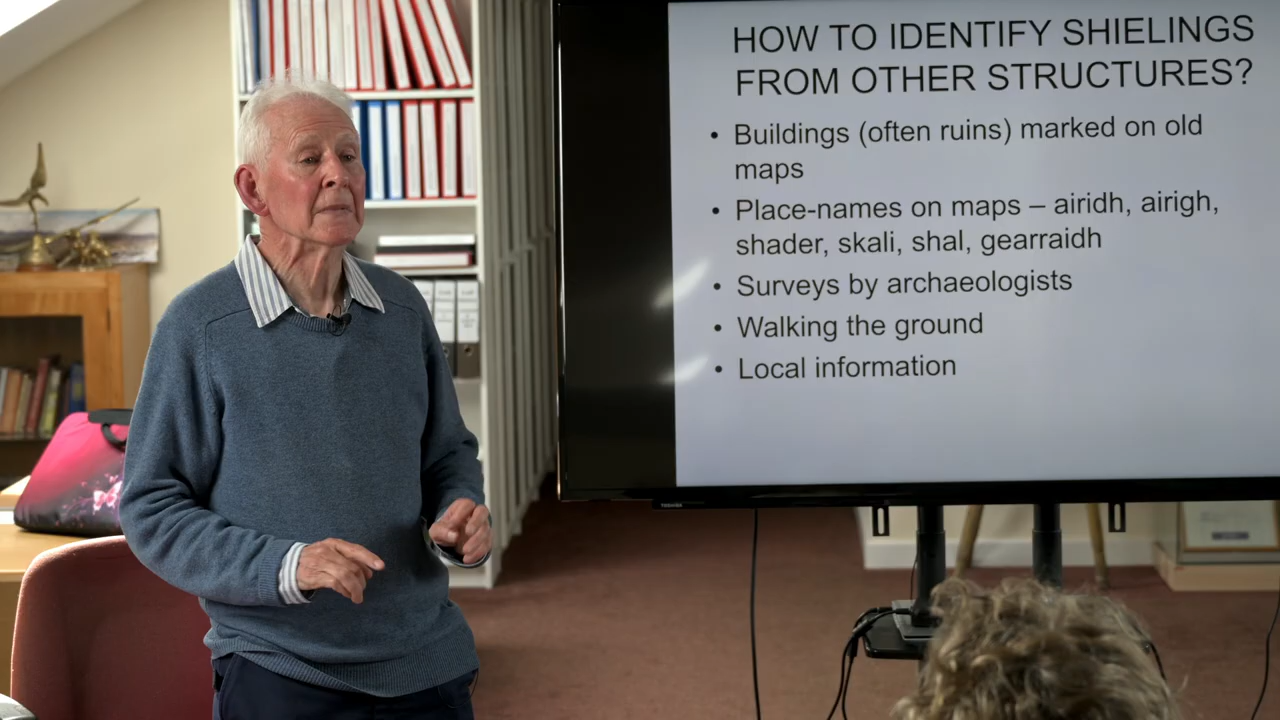 HOW TO IDENTIFY SHIELINGS
FROM OTHER STRUCTURES?
• Buildings (often ruins) marked on old
maps
• Place-names on maps – airidh, airigh,
shader, skali, shal, gearraidh
• Surveys by archaeologists
• Walking the ground
• Local information
TOSHIBA